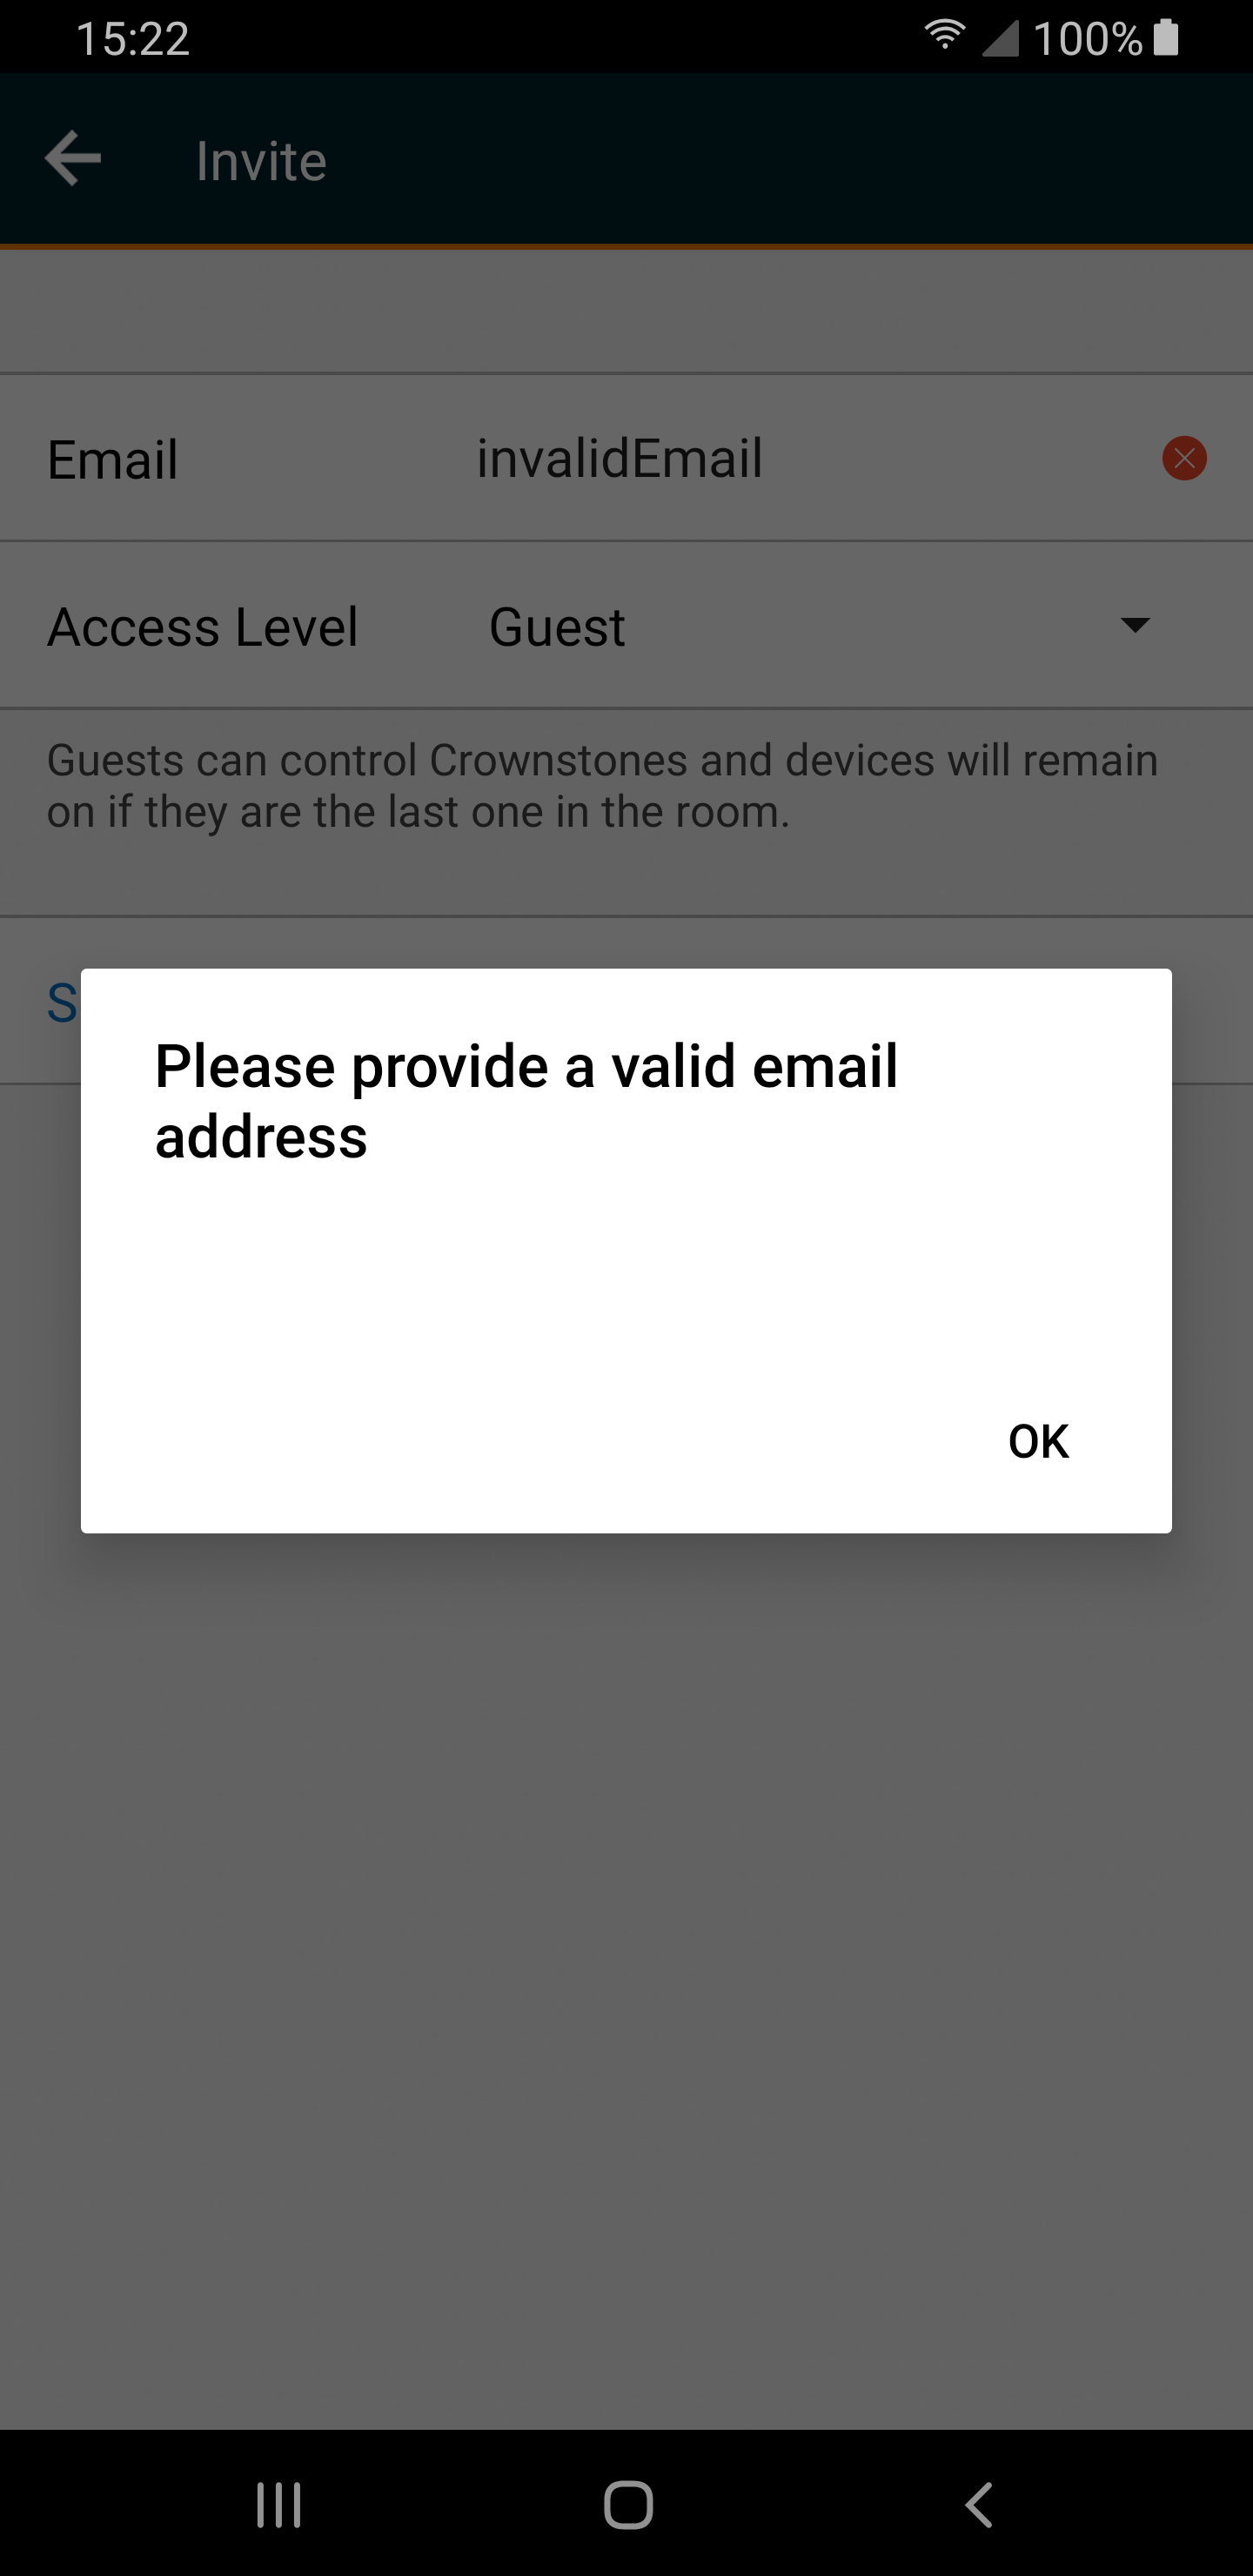 15:22
100%
Invite
Email
invalidEmail
Access Level
Guest
Guests can control Crownstones and devices will remain
on if they are the last one in the room.
S
Please provide a valid email
address
OK